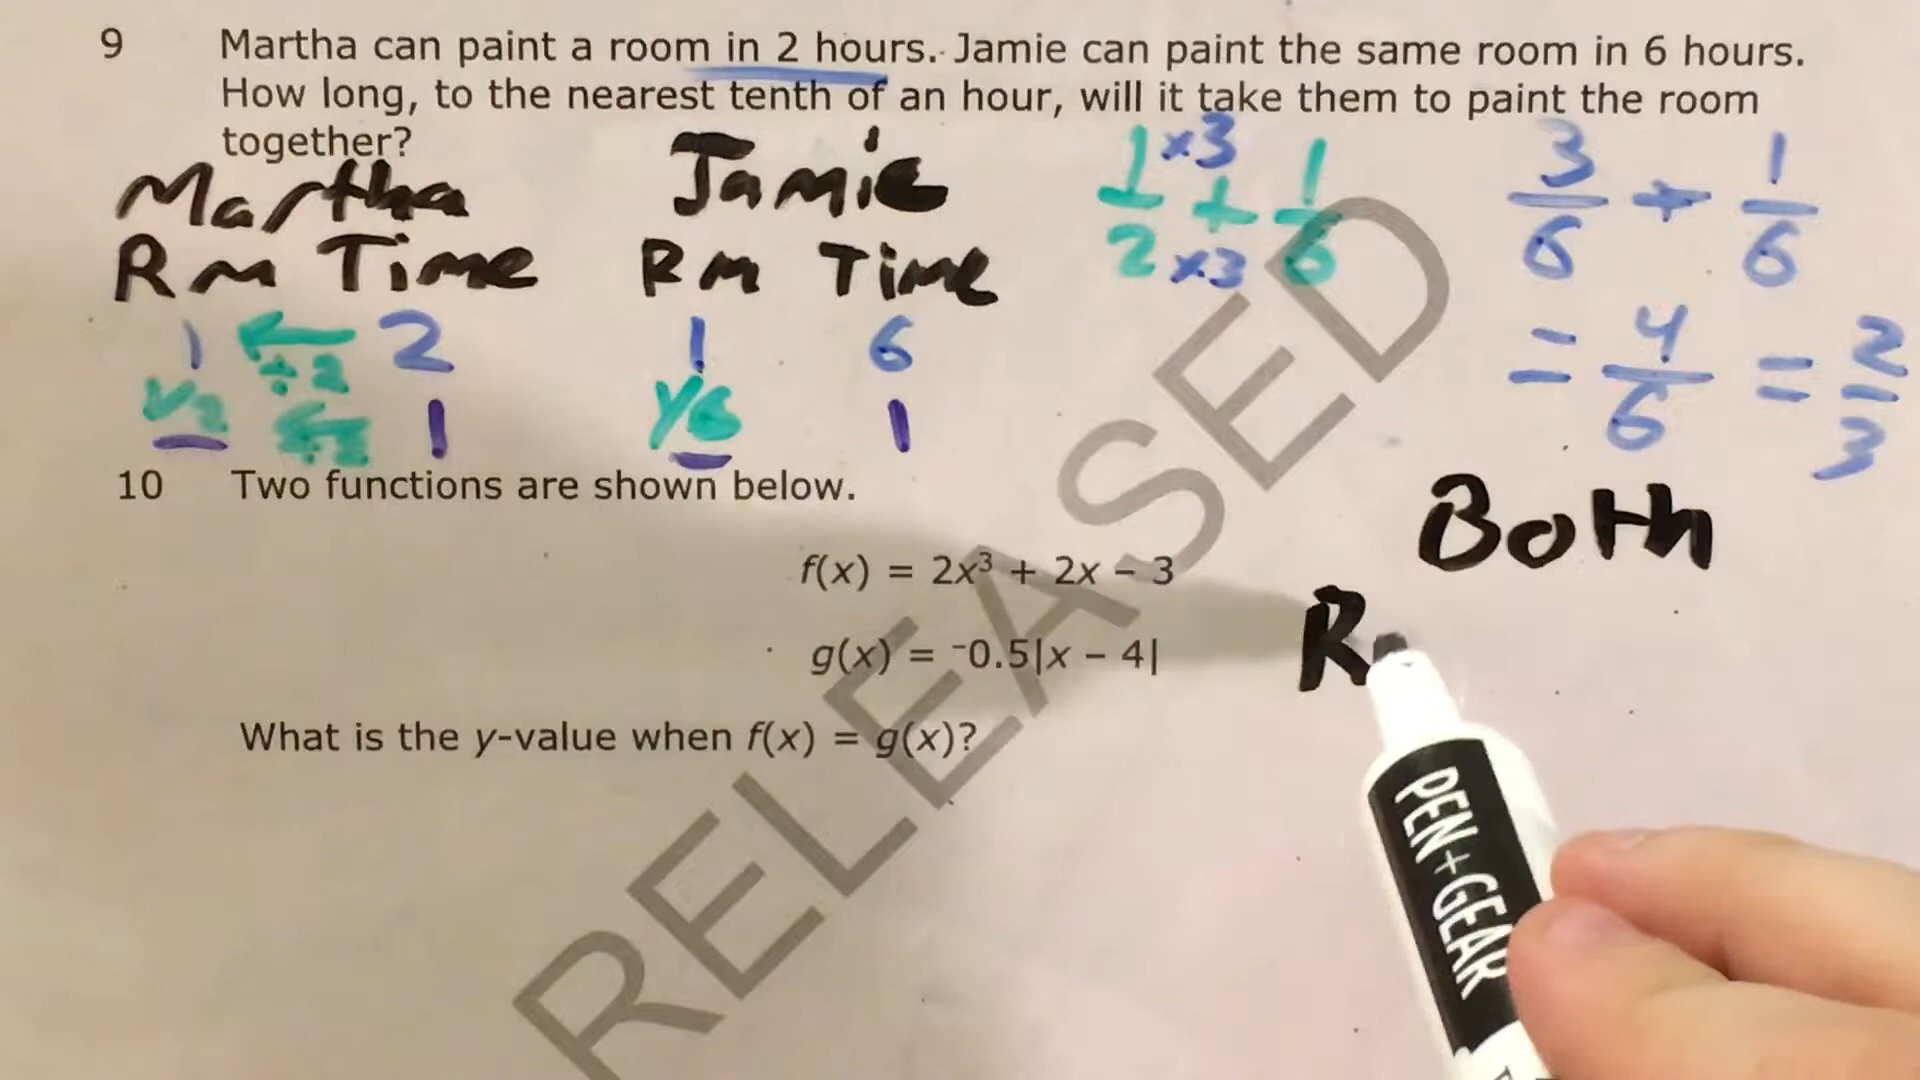 9 Martha can paint a room in 2 hours. Jamie can paint the same room in 6 hours.
How long, to the nearest tenth of an hour, will it take them to paint the room
together?
Martha
Rm Time
1 ← 2
÷2
1/2 ← 1
÷2
Jamie
Rm Time
1 6
1/6 1
1 ×3 + 1
2 ×3 6
3/6 + 1/6
= 4/6 = 2/3
10 Two functions are shown below.
f(x) = 2x³ + 2x – 3
g(x) = ⁻0.5|x – 4|
What is the y-value when f(x) = g(x)?
Both
R
RELEASED
PEN+GEAR